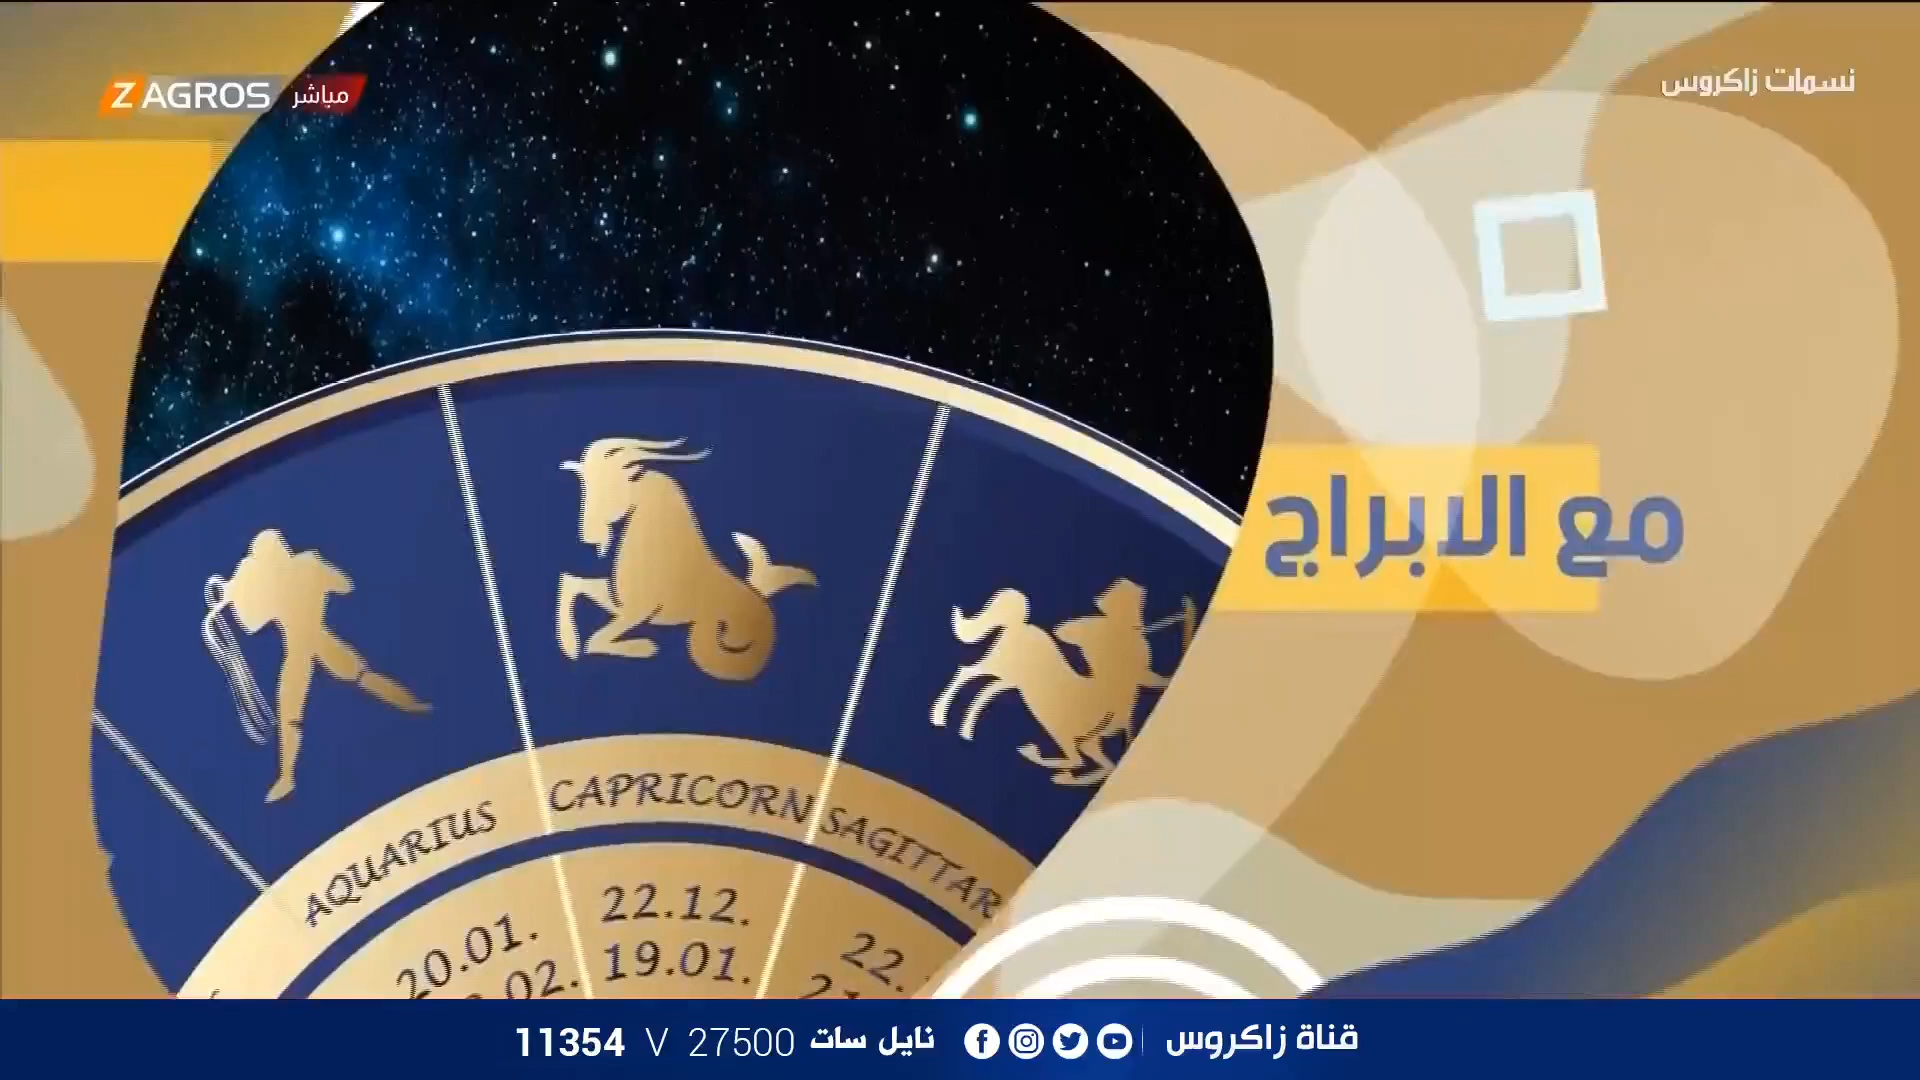 ZAGROS مباشر
نسمات زاكروس
مع الابراج
AQUARIUS
CAPRICORN
SAGITTAR
20.01.
02.
22.12.
19.01.
22.
قناة زاكروس
نايل سات 27500 V 11354